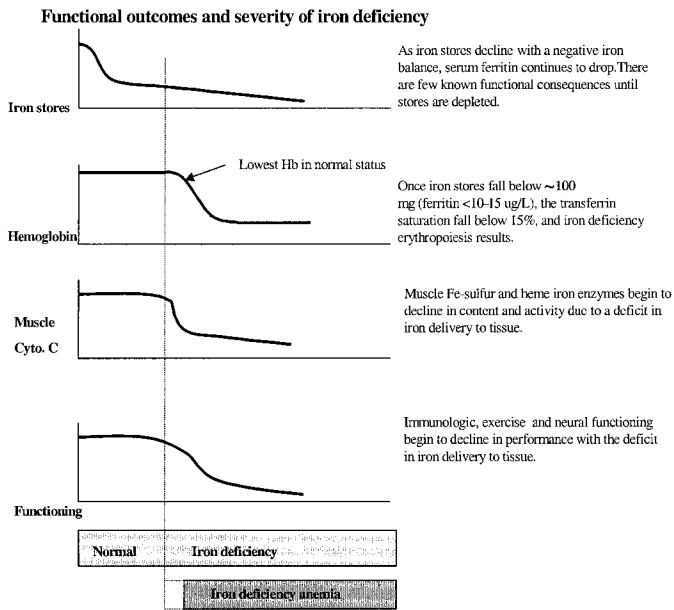 Functional outcomes and severity of iron deficiency
As iron stores decline with a negative iron
balance, serum ferritin continues to drop.There
are few known functional consequences until
stores are depleted.
Iron stores
Lowest Hb in normal status
Once iron stores fall below ~100
mg (ferritin <10-15 ug/L), the transferrin
saturation fall below 15%, and iron deficiency
erythropoiesis results.
Hemoglobin
Muscle Fe-sulfur and heme iron enzymes begin to
decline in content and activity due to a deficit in
iron delivery to tissue.
Muscle
Cyto. C
Immunologic, exercise and neural functioning
begin to decline in performance with the deficit
in iron delivery to tissue.
Functioning
Normal Iron deficiency
Iron deficiency anemia